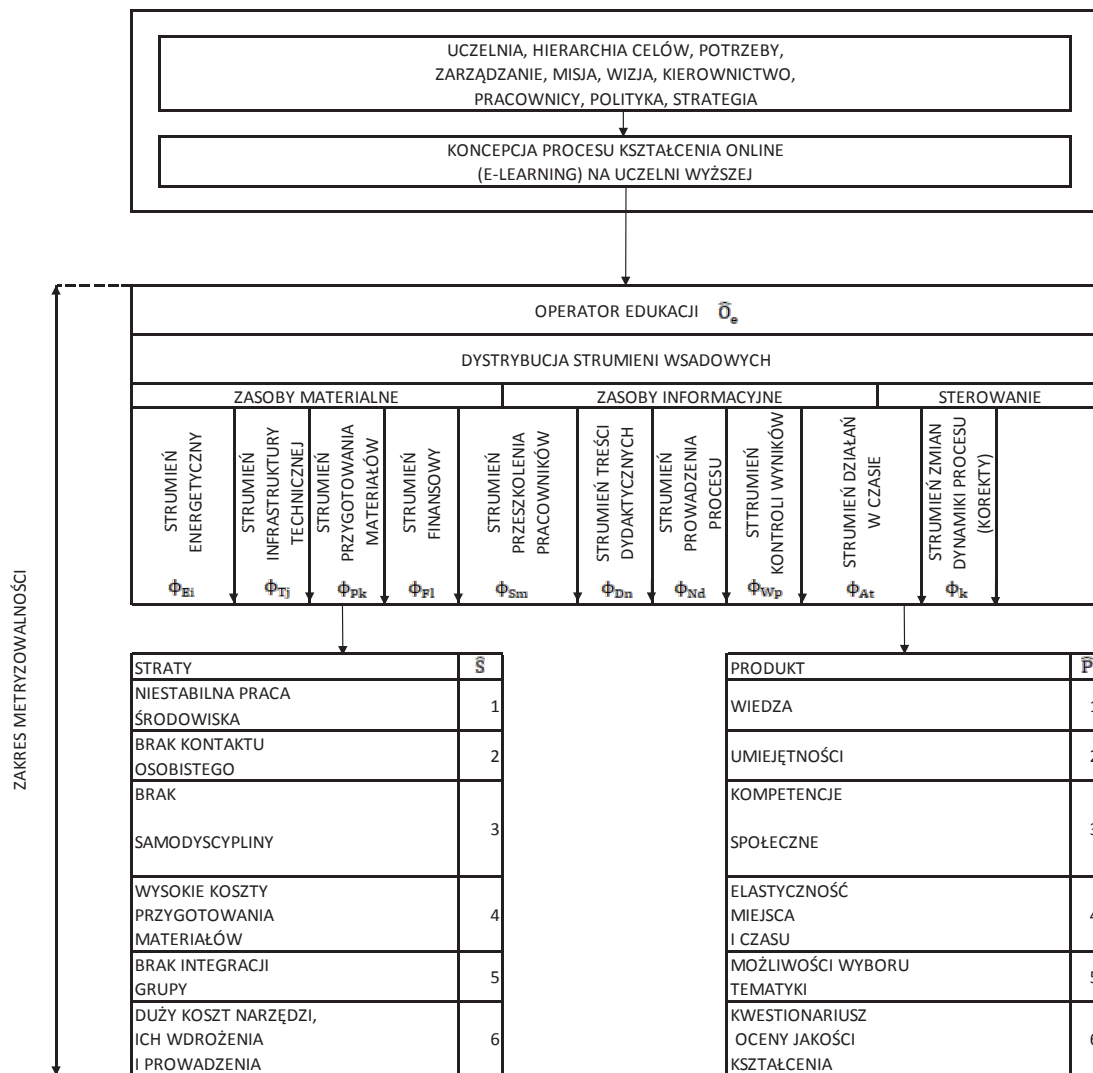 UCZELNIA, HIERARCHIA CELÓW, POTRZEBY,
ZARZĄDZANIE, MISJA, WIZJA, KIEROWNICTWO,
PRACOWNICY, POLITYKA, STRATEGIA
KONCEPCJA PROCESU KSZTAŁCENIA ONLINE
(E-LEARNING) NA UCZELNI WYŻSZEJ
OPERATOR EDUKACJI Ô_e
DYSTRYBUCJA STRUMIENI WSADOWYCH
ZASOBY MATERIALNE
ZASOBY INFORMACYJNE
STEROWANIE
STRUMIEŃ
ENERGETYCZNY
Φ_Ei
STRUMIEŃ
INFRASTRUKTURY
TECHNICZNEJ
Φ_Tj
STRUMIEŃ
PRZYGOTOWANIA
MATERIAŁÓW
Φ_Pk
STRUMIEŃ
FINANSOWY
Φ_Fl
STRUMIEŃ
PRZESZKOLENIA
PRACOWNIKÓW
Φ_Sm
STRUMIEŃ TREŚCI
DYDAKTYCZNYCH
Φ_Dn
STRUMIEŃ
PROWADZENIA
PROCESU
Φ_Nd
STTRUMIEŃ
KONTROLI WYNIKÓW
Φ_Wp
STRUMIEŃ DZIAŁAŃ
W CZASIE
Φ_At
STRUMIEŃ ZMIAN
DYNAMIKI PROCESU
(KOREKTY)
Φ_k
ZAKRES METRYZOWALNOŚCI
STRATY Ŝ
NIESTABILNA PRACA
ŚRODOWISKA
1
BRAK KONTAKTU
OSOBISTEGO
2
BRAK
SAMODYSCYPLINY
3
WYSOKIE KOSZTY
PRZYGOTOWANIA
MATERIAŁÓW
4
BRAK INTEGRACJI
GRUPY
5
DUŻY KOSZT NARZĘDZI,
ICH WDROŻENIA
I PROWADZENIA
6
PRODUKT P̂
WIEDZA
1
UMIEJĘTNOŚCI
2
KOMPETENCJE
SPOŁECZNE
3
ELASTYCZNOŚĆ
MIEJSCA
I CZASU
4
MOŻLIWOŚCI WYBORU
TEMATYKI
5
KWESTIONARIUSZ
OCENY JAKOŚCI
KSZTAŁCENIA
6